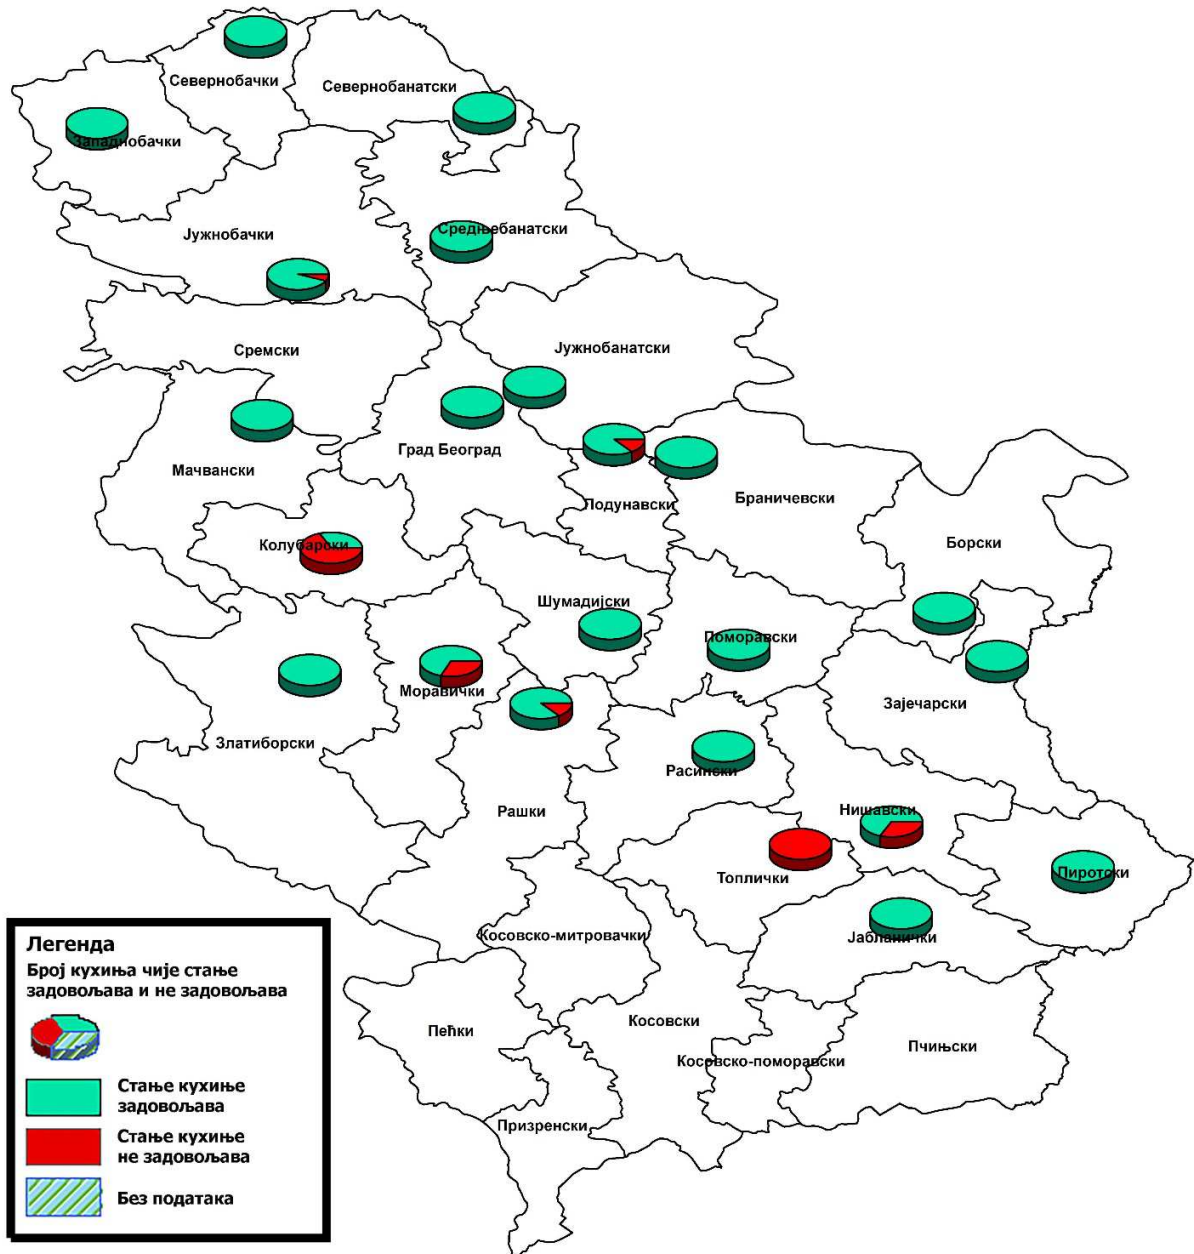 Севернобачки
Севернобанатски
Западнобачки
Јужнобачки
Средњебанатски
Сремски
Јужнобанатски
Град Београд
Мачвански
Подунавски
Браничевски
Колубарски
Борски
Шумадијски
Поморавски
Моравички
Зајечарски
Златиборски
Расински
Рашки
Нишавски
Топлички
Пиротски
Косовско-митровачки
Јабланички
Пећки
Косовски
Косовско-поморавски
Пчињски
Призренски
Легенда
Број кухиња чије стање
задовољава и не задовољава
Стање кухиње
задовољава
Стање кухиње
не задовољава
Без података